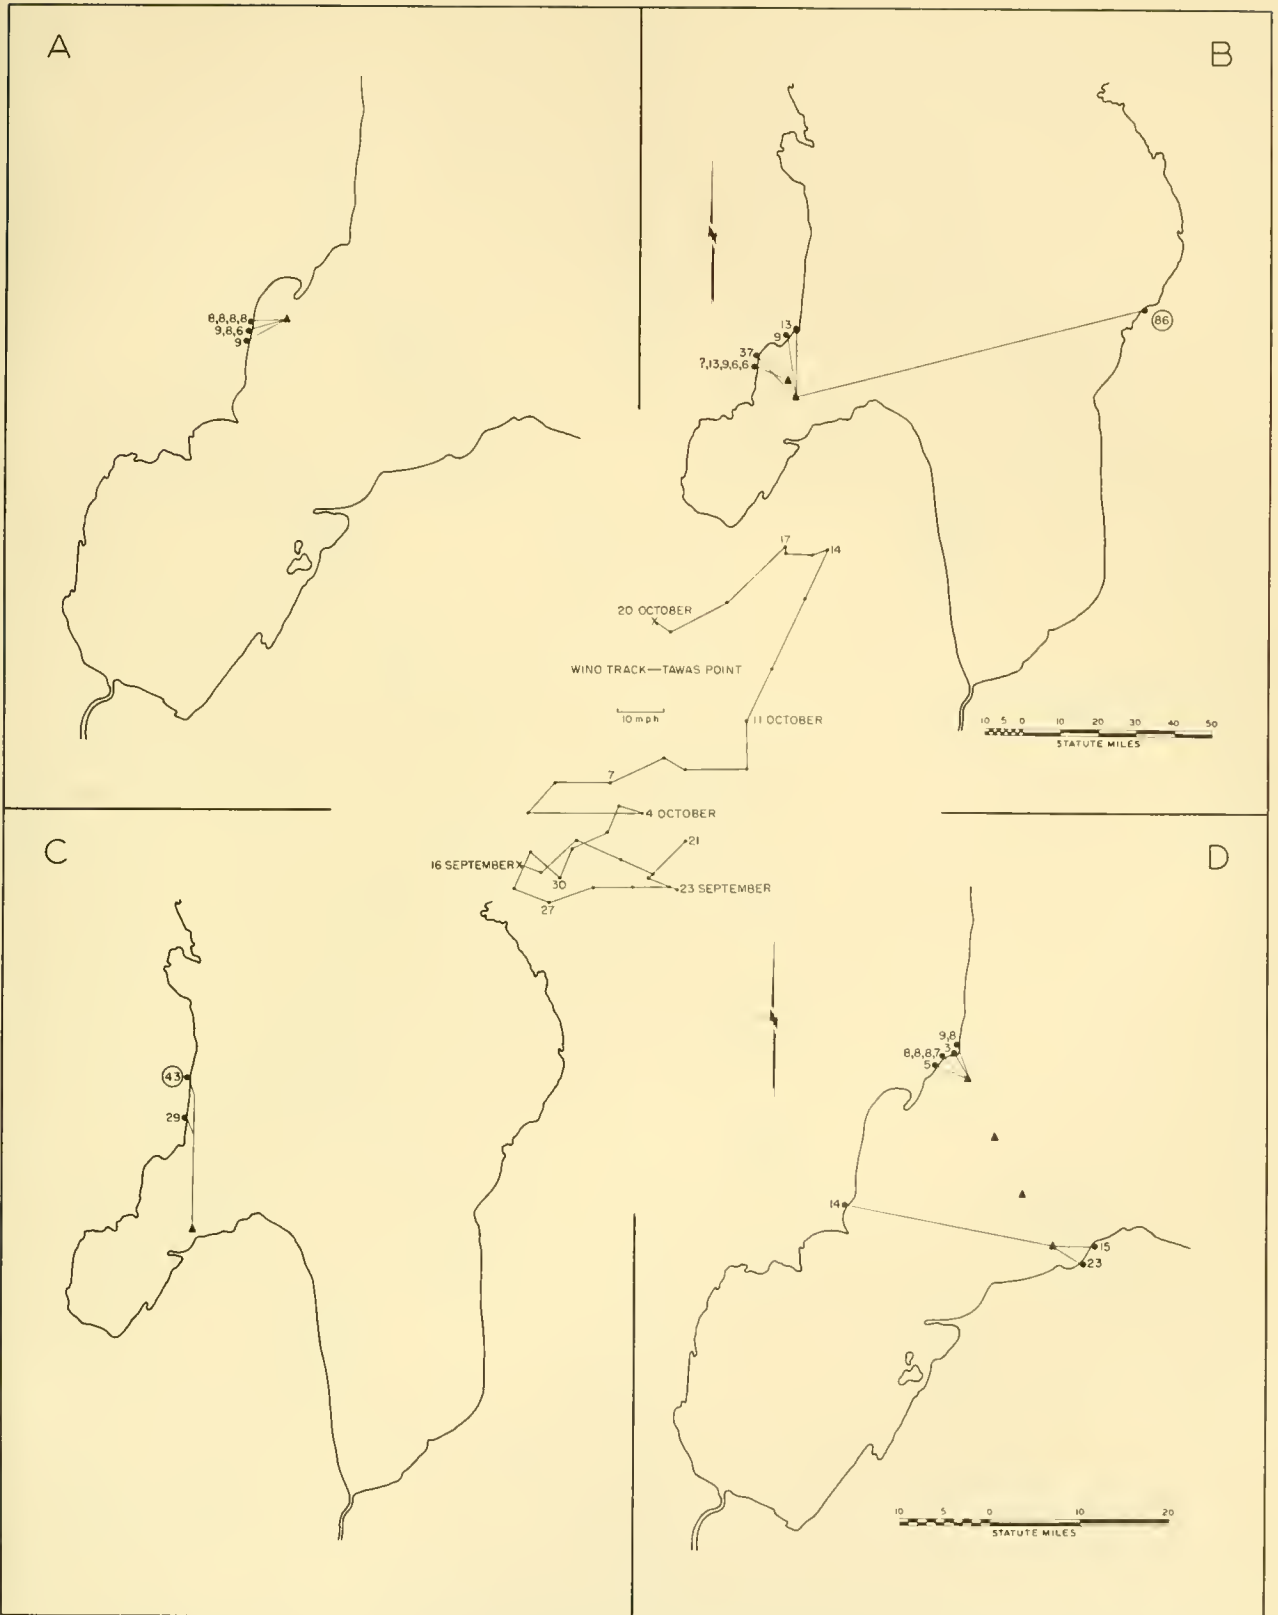 A
8,8,8,8
9,8,6
9
B
13
9
37
?,13,9,6,6
86
10 5 0 10 20 30 40 50
STATUTE MILES
17
14
20 OCTOBER
X
WIND TRACK—TAWAS POINT
10 mph
11 OCTOBER
7
4 OCTOBER
21
16 SEPTEMBER X
30
23 SEPTEMBER
27
C
43
29
D
9,8
3
8,8,8,7
5
14
15
23
10 5 0 10 20
STATUTE MILES